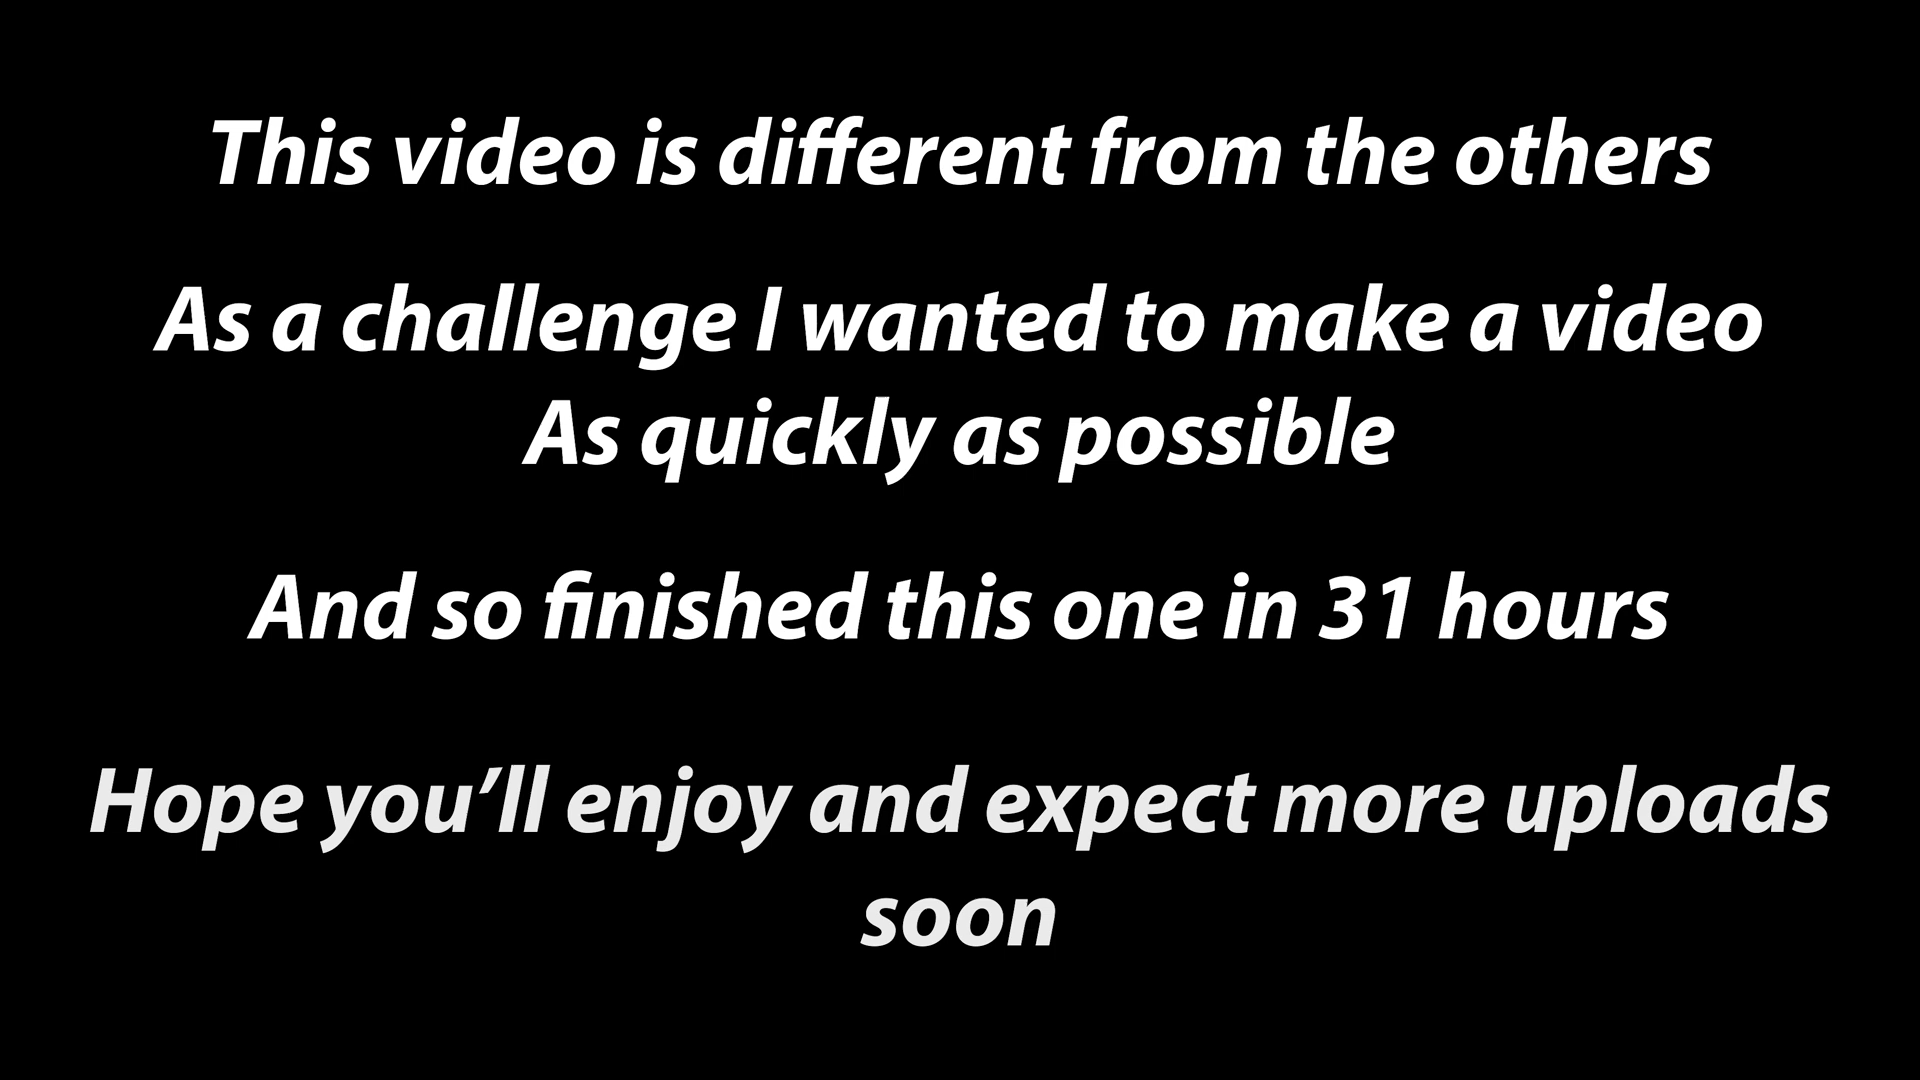 This video is different from the others
As a challenge I wanted to make a video
As quickly as possible
And so finished this one in 31 hours
Hope you’ll enjoy and expect more uploads
soon